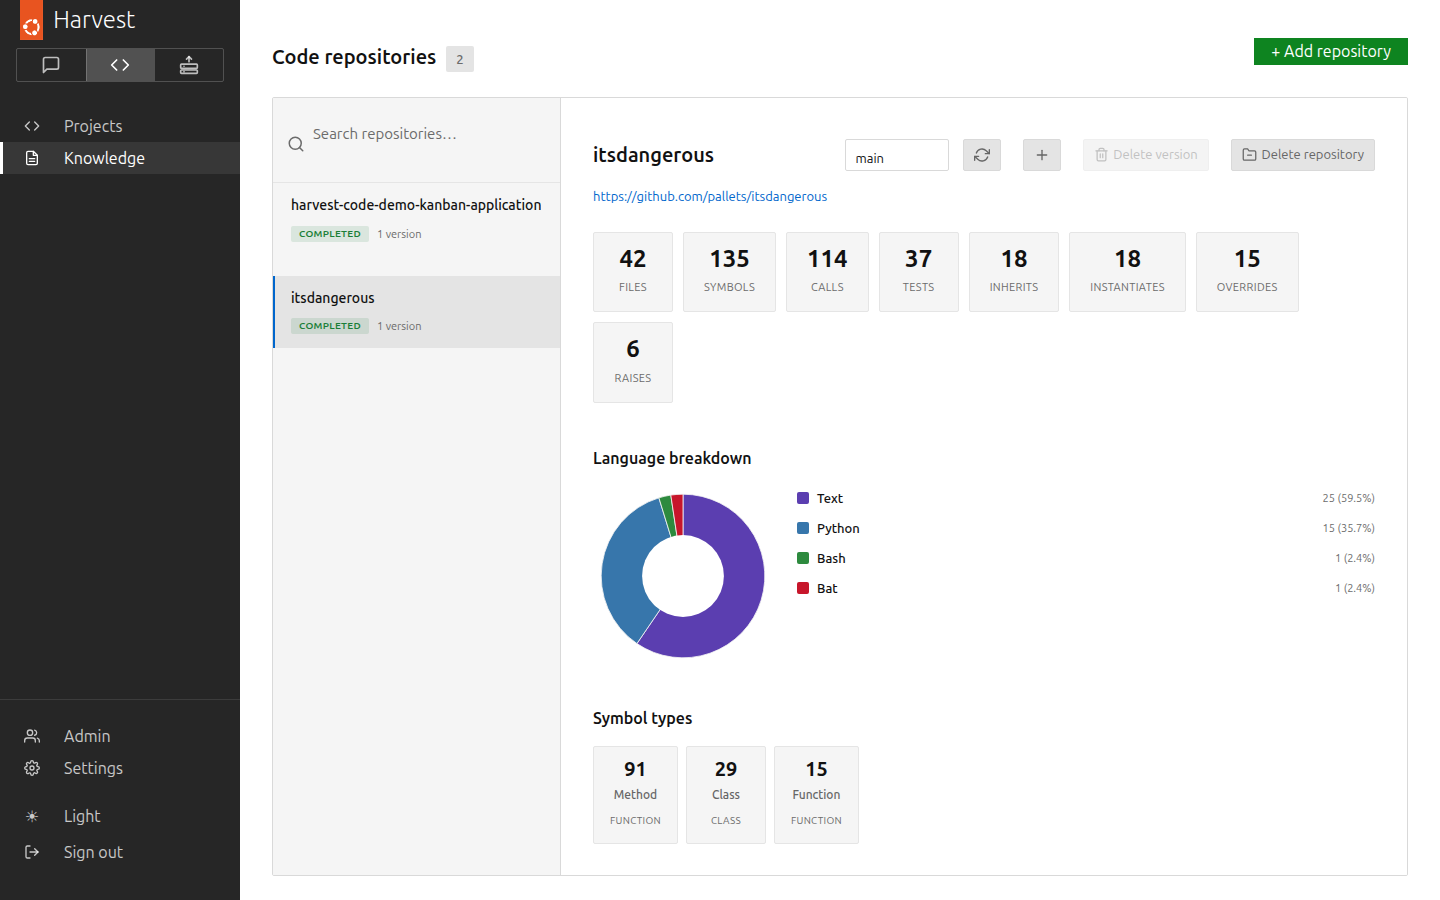 Harvest
Projects
Knowledge
Admin
Settings
Light
Sign out
Code repositories 2
+ Add repository
Search repositories…
harvest-code-demo-kanban-application
COMPLETED 1 version
itsdangerous
COMPLETED 1 version
itsdangerous
main
Delete version
Delete repository
https://github.com/pallets/itsdangerous
42
FILES
135
SYMBOLS
114
CALLS
37
TESTS
18
INHERITS
18
INSTANTIATES
15
OVERRIDES
6
RAISES
Language breakdown
Text 25 (59.5%)
Python 15 (35.7%)
Bash 1 (2.4%)
Bat 1 (2.4%)
Symbol types
91
Method
FUNCTION
29
Class
CLASS
15
Function
FUNCTION